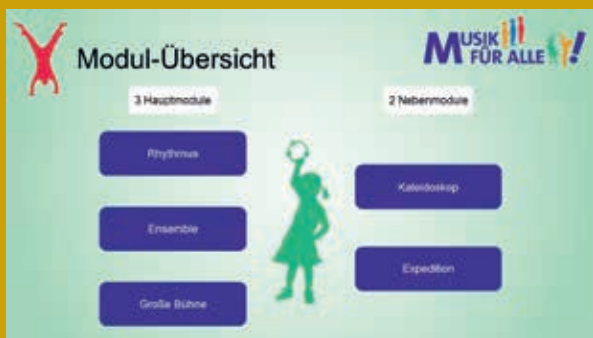 Modul-Übersicht
MUSIK
FÜR ALLE!
3 Hauptmodule
2 Nebenmodule
Rhythmus
Ensemble
Große Bühne
Kaleidoskop
Expedition